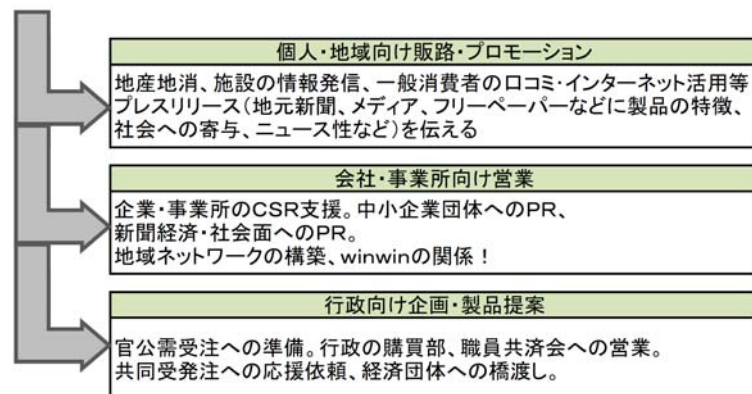 個人・地域向け販路・プロモーション
地産地消、施設の情報発信、一般消費者の口コミ・インターネット活用等
プレスリリース（地元新聞、メディア、フリーペーパーなどに製品の特徴、
社会への寄与、ニュース性など）を伝える
会社・事業所向け営業
企業・事業所のCSR支援。中小企業団体へのPR、
新聞経済・社会面へのPR。
地域ネットワークの構築、winwinの関係！
行政向け企画・製品提案
官公需受注への準備。行政の購買部、職員共済会への営業。
共同受発注への応援依頼、経済団体への橋渡し。